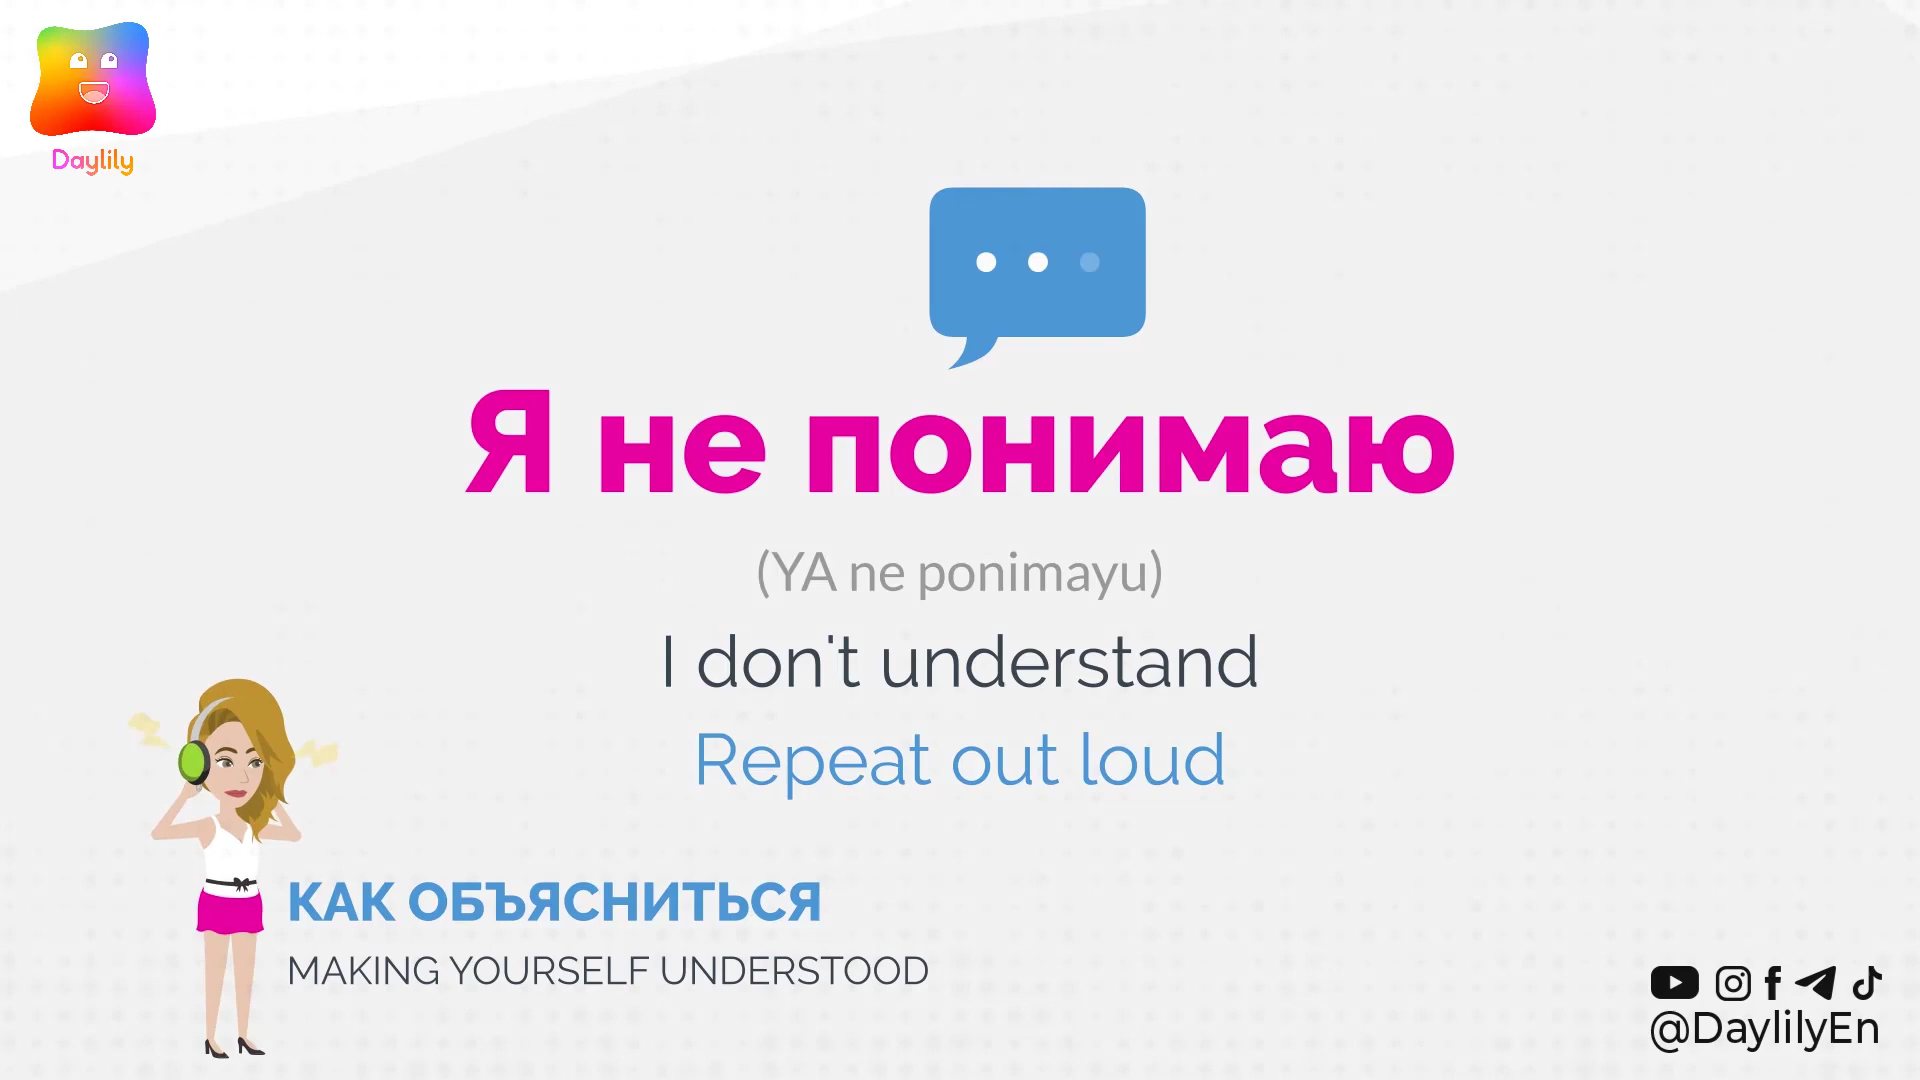 Daylily
Я не понимаю
(YA ne ponimayu)
I don't understand
Repeat out loud
КАК ОБЪЯСНИТЬСЯ
MAKING YOURSELF UNDERSTOOD
@DaylilyEn